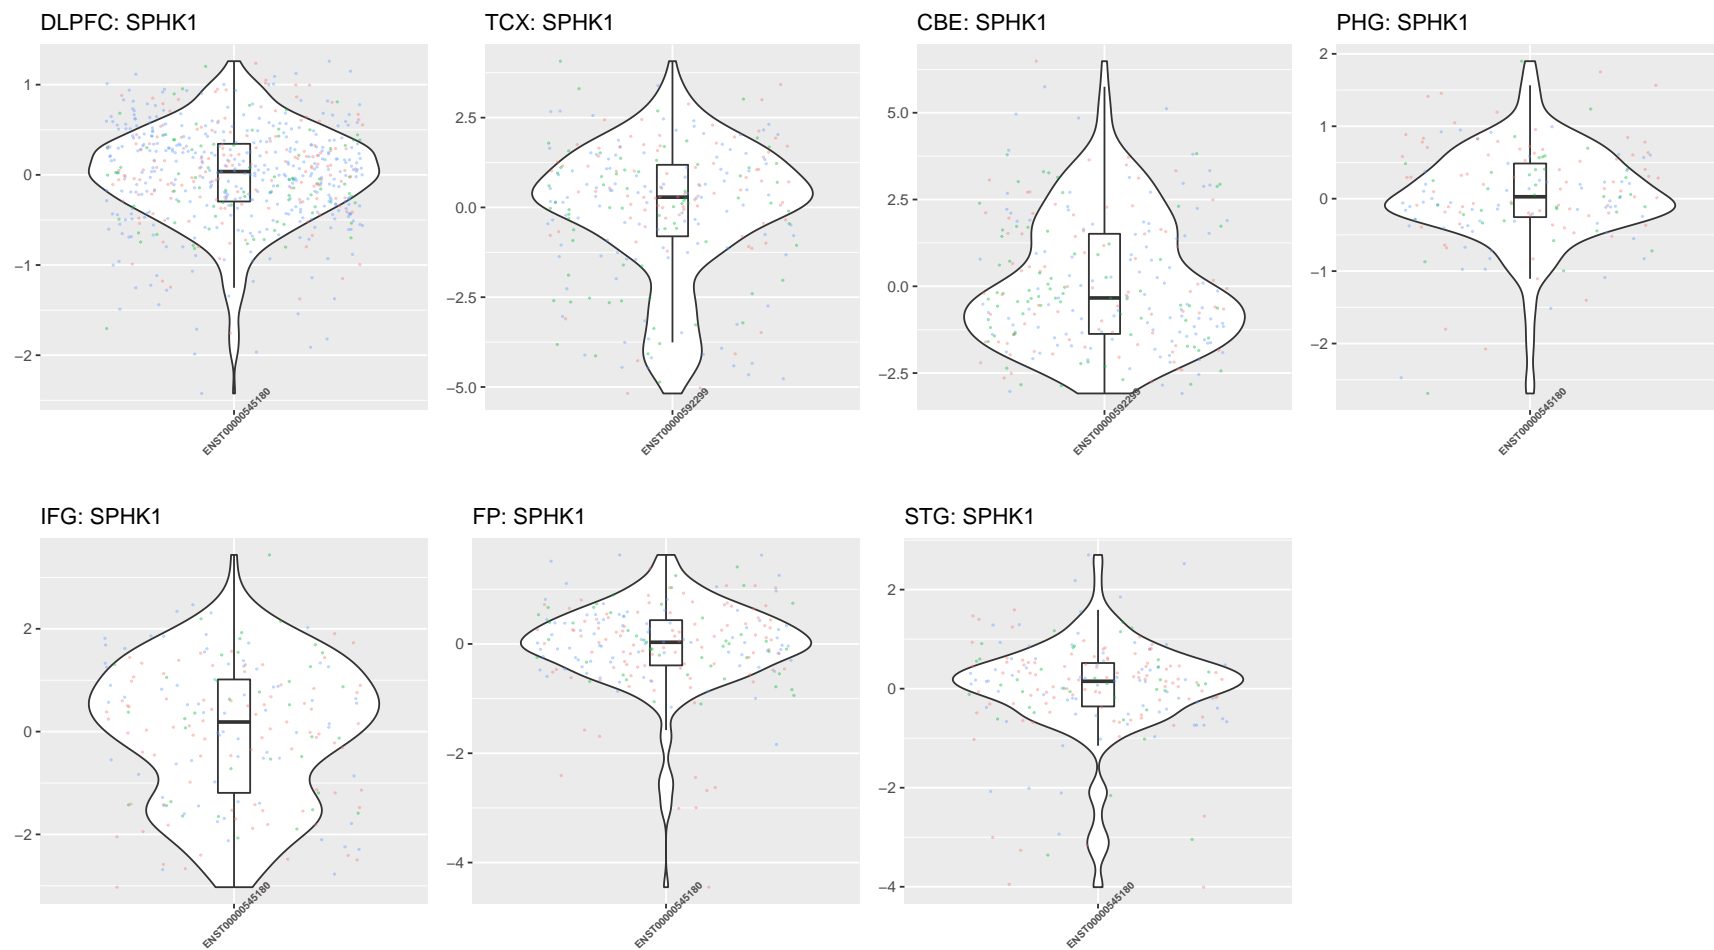 DLPFC: SPHK1
1
0
−1
−2
ENST00000545180
TCX: SPHK1
2.5
0.0
−2.5
−5.0
ENST00000592299
CBE: SPHK1
5.0
2.5
0.0
−2.5
ENST00000592299
PHG: SPHK1
2
1
0
−1
−2
ENST00000545180
IFG: SPHK1
2
0
−2
ENST00000545180
FP: SPHK1
0
−2
−4
ENST00000545180
STG: SPHK1
2
0
−2
−4
ENST00000545180